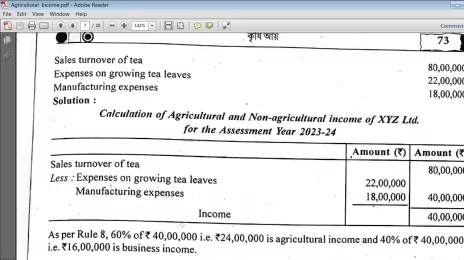 Agricultural Income.pdf - Adobe Reader
File Edit View Window Help
142%
Comment
কৃষি আয়
73
Sales turnover of tea 80,00,000
Expenses on growing tea leaves 22,00,000
Manufacturing expenses 18,00,000
Solution :
Calculation of Agricultural and Non-agricultural income of XYZ Ltd.
for the Assessment Year 2023-24
Amount (₹) Amount (₹)
Sales turnover of tea 80,00,000
Less : Expenses on growing tea leaves 22,00,000
Manufacturing expenses 18,00,000 40,00,000
Income 40,00,000
As per Rule 8, 60% of ₹ 40,00,000 i.e. ₹24,00,000 is agricultural income and 40% of ₹ 40,00,000
i.e. ₹16,00,000 is business income.